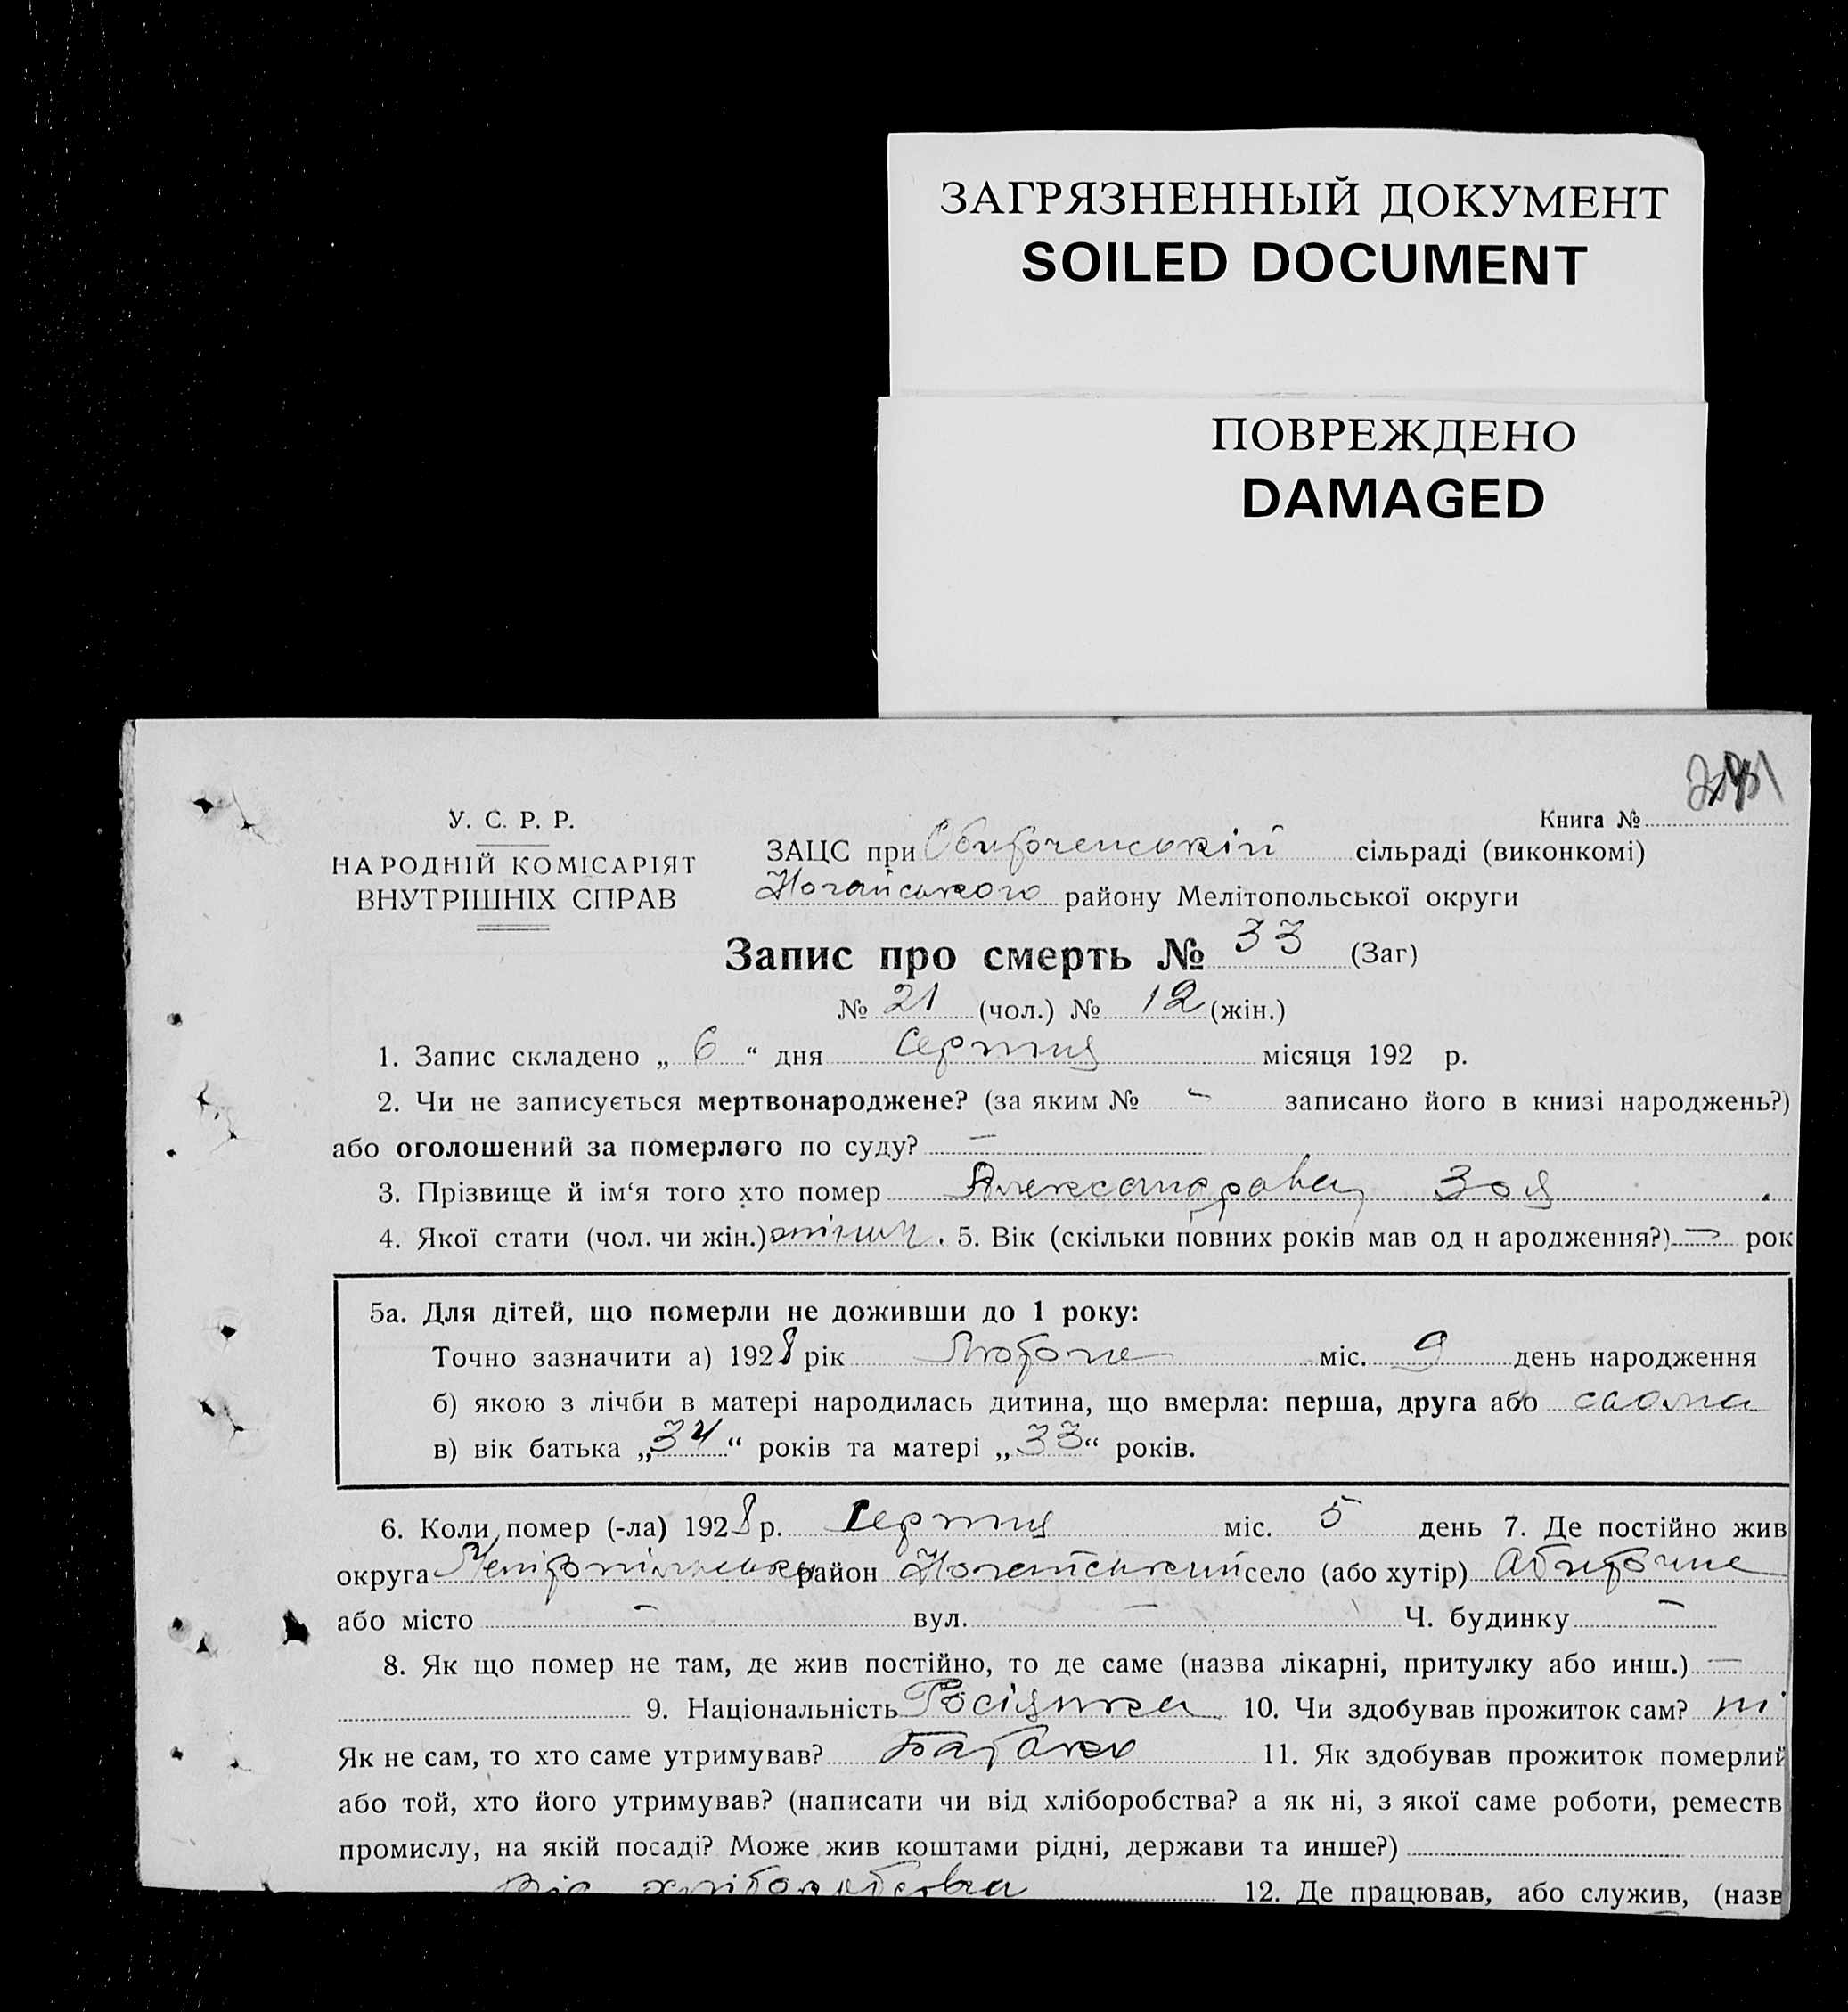 ЗАГРЯЗНЕННЫЙ ДОКУМЕНТ
SOILED DOCUMENT
ПОВРЕЖДЕНО
DAMAGED
У. С. Р. Р.
НАРОДНІЙ КОМІСАРІЯТ
ВНУТРІШНІХ СПРАВ
Книга №
ЗАЦС при сільраді (виконкомі)
Ногайського району Мелітопольської округи
Запис про смерть № 33 (Заг)
№ 21 (чол.) № 12 (жін.)
1. Запис складено „ 6 “ дня Серпня місяця 192 р.
2. Чи не записується мертвонароджене? (за яким № - записано його в книзі народжень?)
або оголошений за померлого по суду? —
3. Прізвище й ім‘я того хто помер Александрова Зоя
4. Якої стати (чол. чи жін.) 5. Вік (скільки повних років мав од н ародження?) — рок
5а. Для дітей, що померли не доживши до 1 року:
Точно зазначити а) 1928 рік Лютого міс. 9 день народження
б) якою з лічби в матері народилась дитина, що вмерла: перша, друга або сьома
в) вік батька „34“ років та матері „33“ років.
6. Коли помер (-ла) 1928 р. Серпня міс. 5 день 7. Де постійно жив
округа район Ногайський село (або хутір)
або місто — вул. — Ч. будинку —
8. Як що помер не там, де жив постійно, то де саме (назва лікарні, притулку або инш.) —
9. Національність Росіянка 10. Чи здобував прожиток сам? ні
Як не сам, то хто саме утримував? Батько 11. Як здобував прожиток померлий
або той, хто його утримував? (написати чи від хліборобства? а як ні, з якої саме роботи, реместв
промислу, на якій посаді? Може жив коштами рідні, держави та инше?)
Від хліборобства 12. Де працював, або служив, (назв